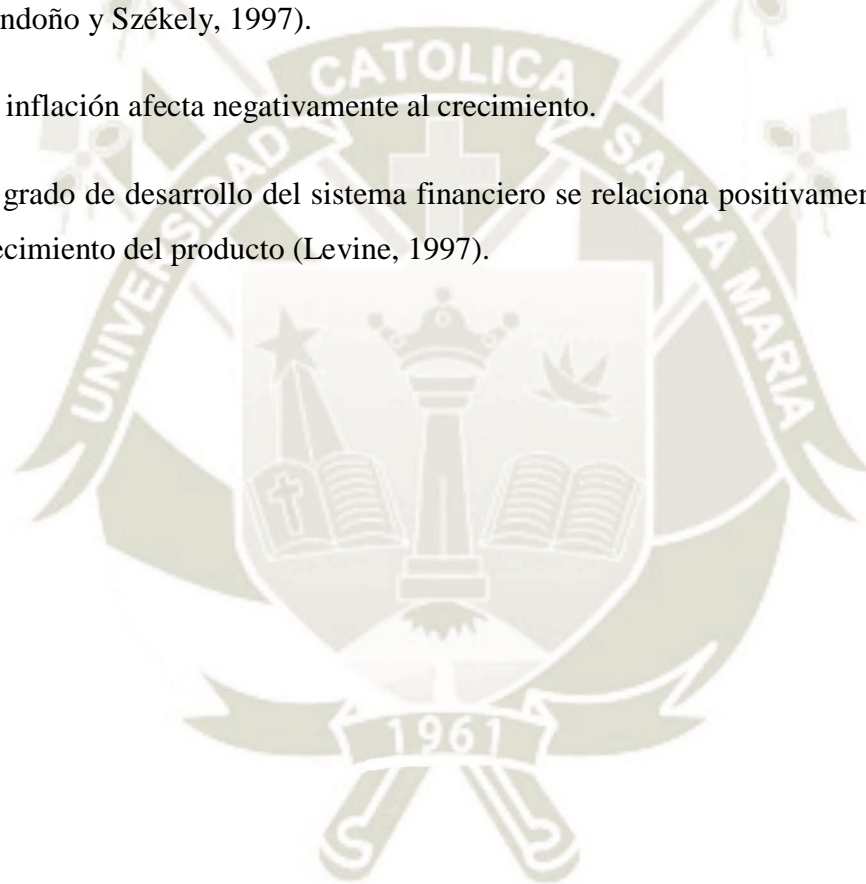 ndoño y Székely, 1997).
inflación afecta negativamente al crecimiento.
grado de desarrollo del sistema financiero se relaciona positivamen
ecimiento del producto (Levine, 1997).
UNIVERSIDAD CATOLICA SANTA MARIA
1961